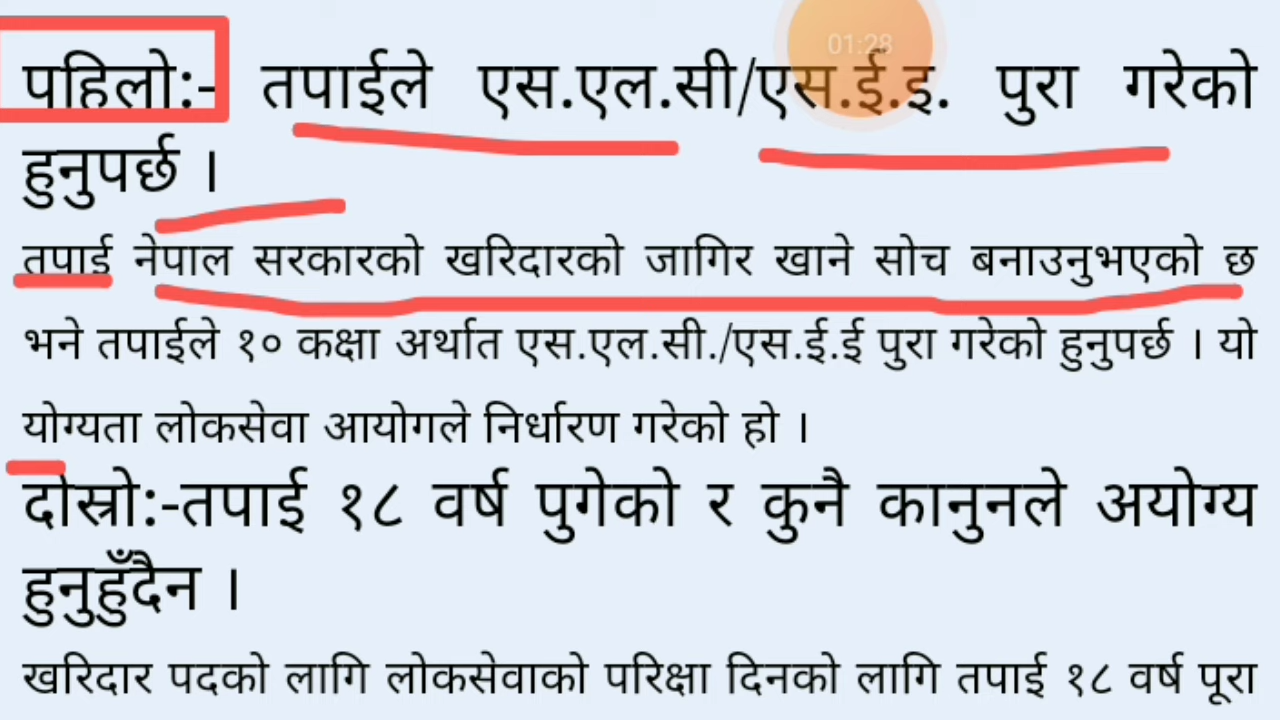 01:28
पहिलो:- तपाईले एस.एल.सी/एस.ई.इ. पुरा गरेको
हुनुपर्छ ।
तपाई नेपाल सरकारको खरिदारको जागिर खाने सोच बनाउनुभएको छ
भने तपाईले १० कक्षा अर्थात एस.एल.सी./एस.ई.ई पुरा गरेको हुनुपर्छ । यो
योग्यता लोकसेवा आयोगले निर्धारण गरेको हो ।
दोस्रो:-तपाई १८ वर्ष पुगेको र कुनै कानुनले अयोग्य
हुनुहुँदैन ।
खरिदार पदको लागि लोकसेवाको परिक्षा दिनको लागि तपाई १८ वर्ष पूरा